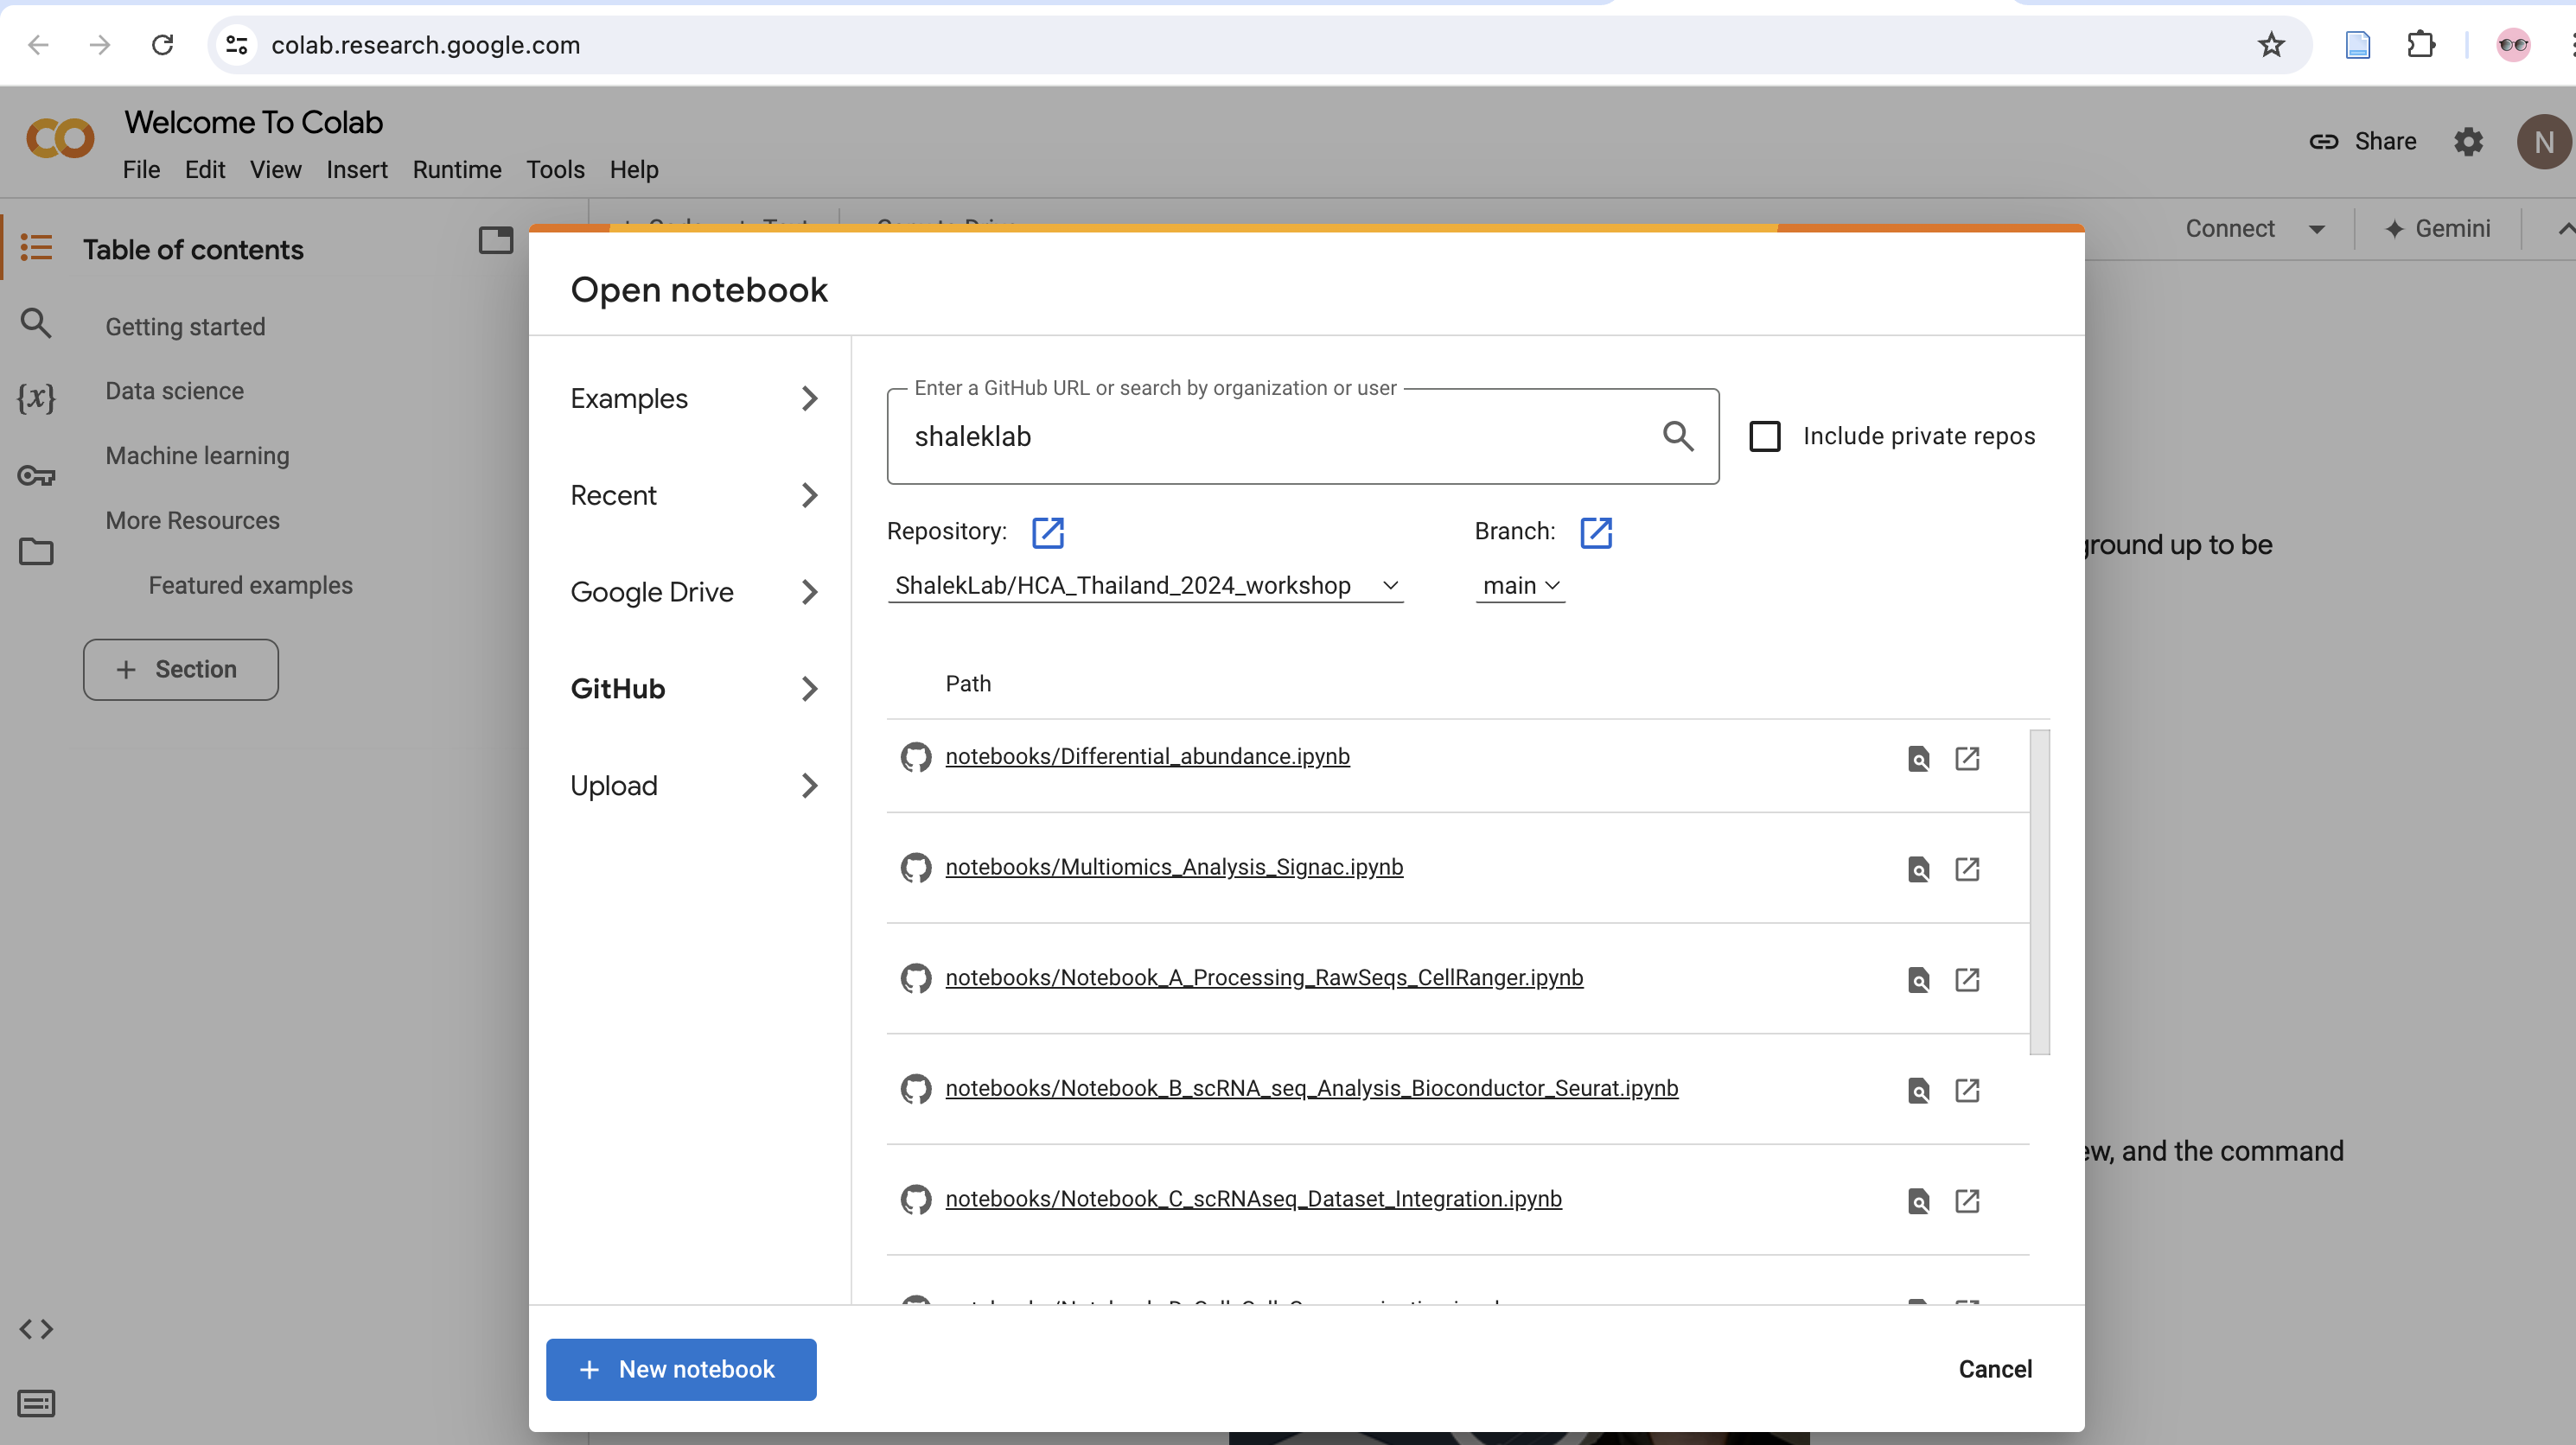 colab.research.google.com
Welcome To Colab
File Edit View Insert Runtime Tools Help
Share
N
Table of contents
Getting started
Data science
Machine learning
More Resources
Featured examples
+ Section
Connect
Gemini
Open notebook
Examples
Recent
Google Drive
GitHub
Upload
Enter a GitHub URL or search by organization or user
shaleklab
Include private repos
Repository:
Branch:
ShalekLab/HCA_Thailand_2024_workshop
main
Path
notebooks/Differential_abundance.ipynb
notebooks/Multiomics_Analysis_Signac.ipynb
notebooks/Notebook_A_Processing_RawSeqs_CellRanger.ipynb
notebooks/Notebook_B_scRNA_seq_Analysis_Bioconductor_Seurat.ipynb
notebooks/Notebook_C_scRNAseq_Dataset_Integration.ipynb
+ New notebook
Cancel
ground up to be
ew, and the command